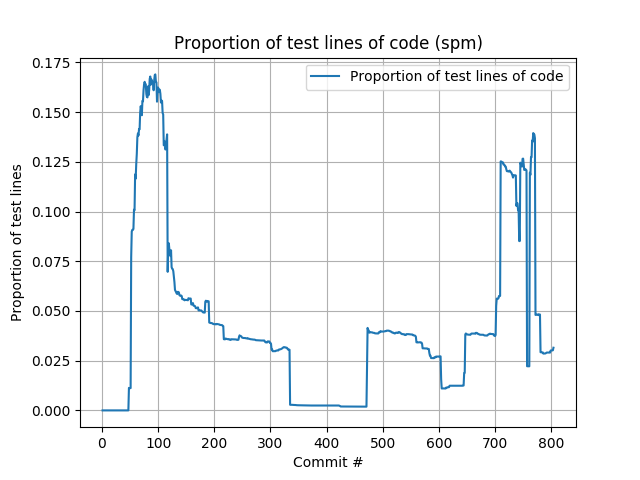 Proportion of test lines of code (spm)
Proportion of test lines of code
0.175
0.150
0.125
0.100
0.075
0.050
0.025
0.000
Proportion of test lines
0 100 200 300 400 500 600 700 800
Commit #